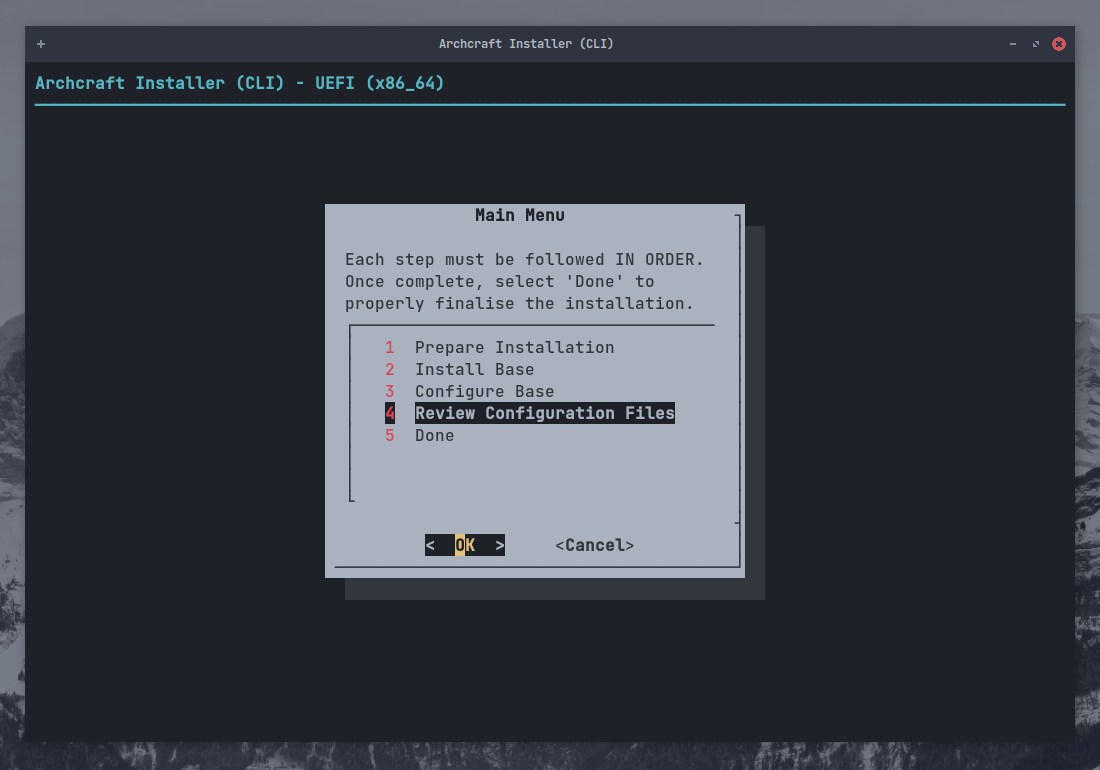 Archcraft Installer (CLI)
Archcraft Installer (CLI) - UEFI (x86_64)
Main Menu
Each step must be followed IN ORDER.
Once complete, select 'Done' to
properly finalise the installation.
1 Prepare Installation
2 Install Base
3 Configure Base
4 Review Configuration Files
5 Done
< OK > <Cancel>